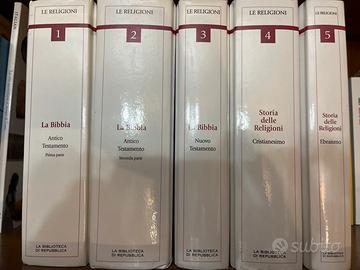 LE RELIGIONI
1
La Bibbia
Antico
Testamento
Prima parte
LA BIBLIOTECA
DI REPUBBLICA
LE RELIGIONI
2
La Bibbia
Antico
Testamento
Seconda parte
LA BIBLIOTECA
DI REPUBBLICA
LE RELIGIONI
3
La Bibbia
Nuovo
Testamento
LA BIBLIOTECA
DI REPUBBLICA
LE RELIGIONI
4
Storia
delle
Religioni
Cristianesimo
LA BIBLIOTECA
DI REPUBBLICA
LE RELIGIONI
5
Storia
delle
Religioni
Ebraismo
LA BIBLIOTECA
DI REPUBBLICA
subito.it